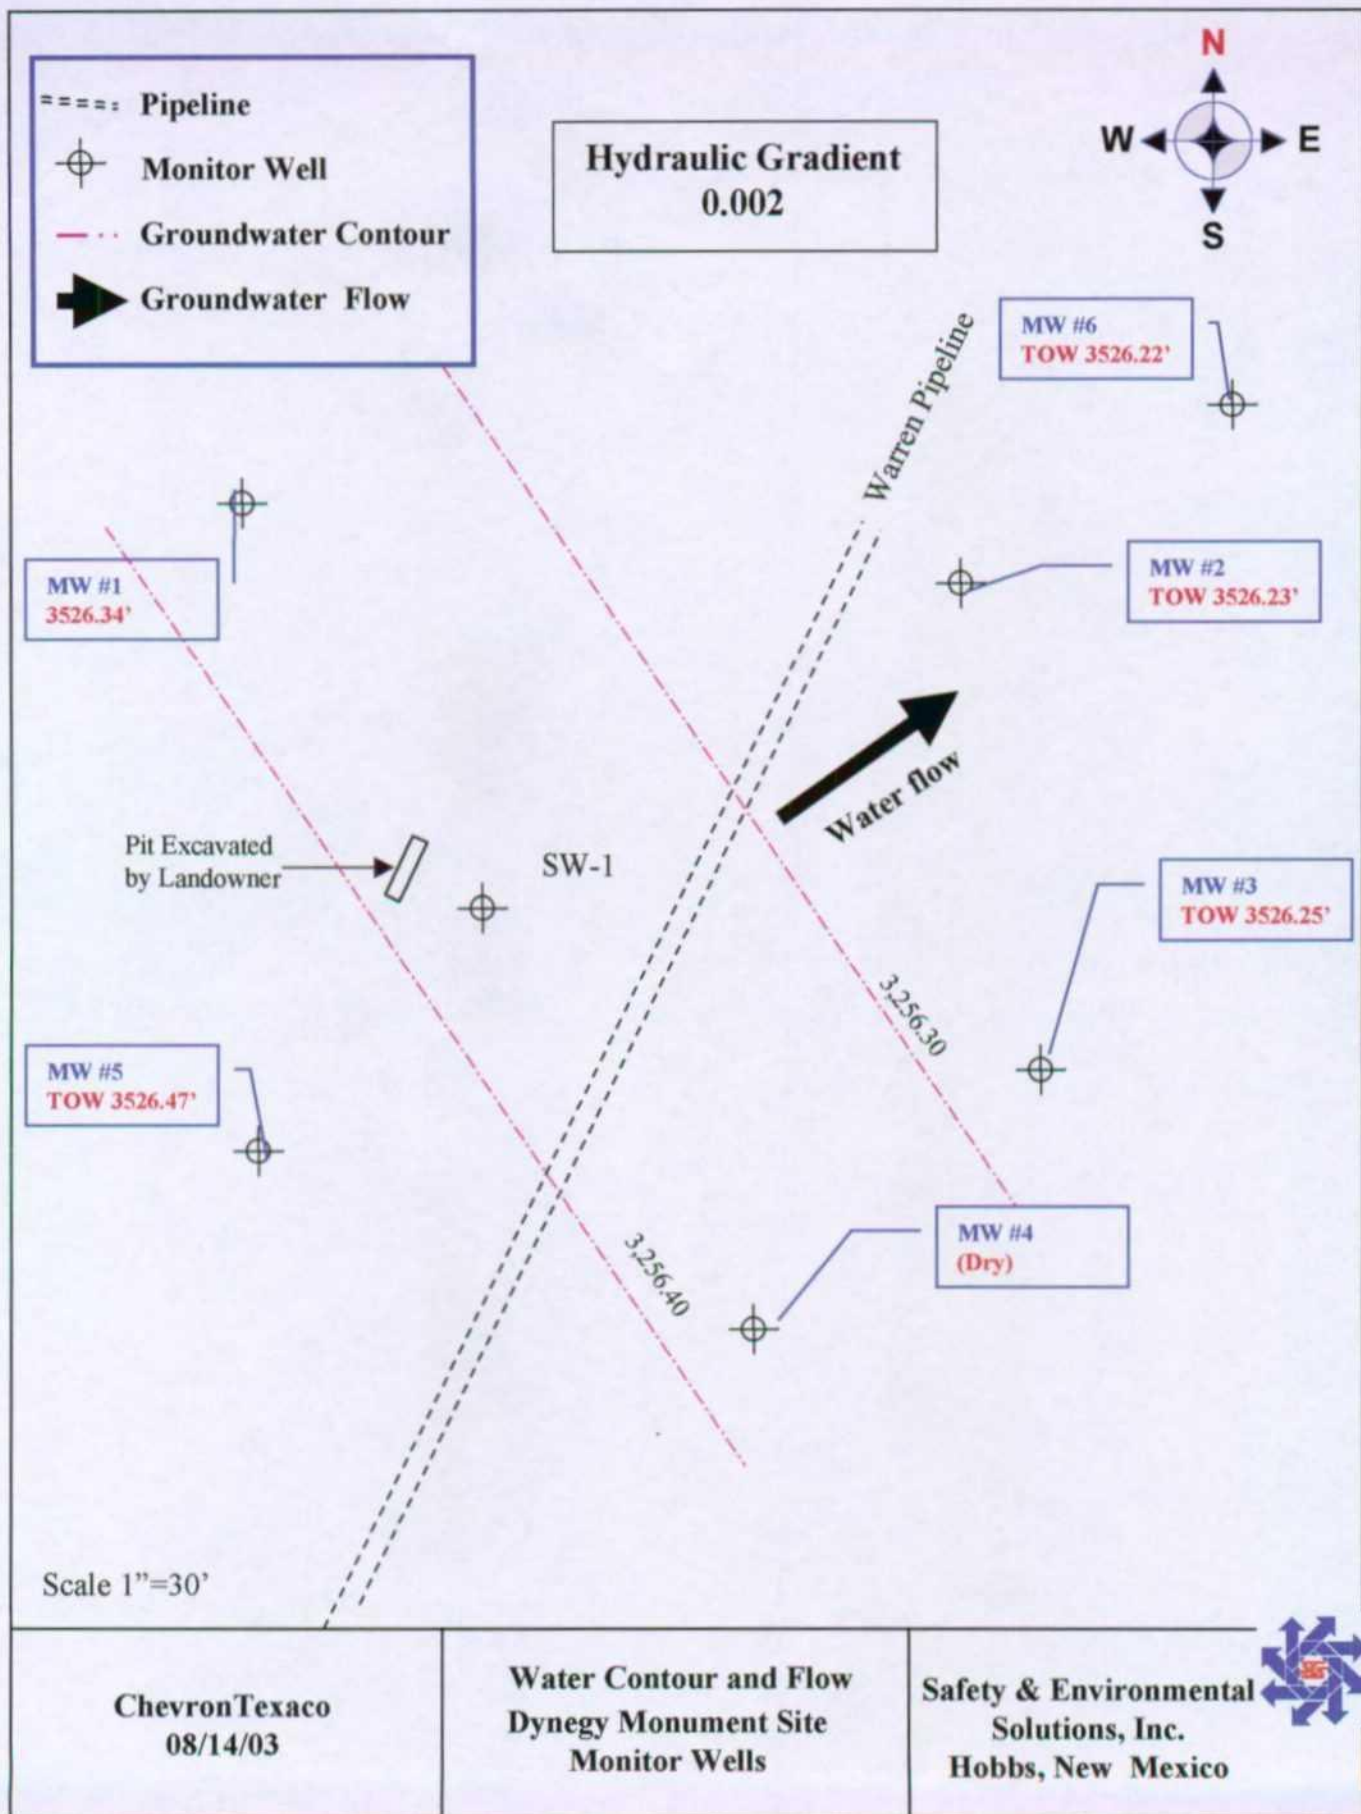 N
W E
S
Pipeline
Monitor Well
Groundwater Contour
Groundwater Flow
Hydraulic Gradient
0.002
MW #6
TOW 3526.22'
Warren Pipeline
MW #2
TOW 3526.23'
MW #1
3526.34'
Water flow
Pit Excavated
by Landowner
SW-1
MW #3
TOW 3526.25'
3,256.30
MW #5
TOW 3526.47'
MW #4
(Dry)
3,256.40
Scale 1”=30’
ChevronTexaco
08/14/03
Water Contour and Flow
Dynegy Monument Site
Monitor Wells
Safety & Environmental
Solutions, Inc.
Hobbs, New Mexico